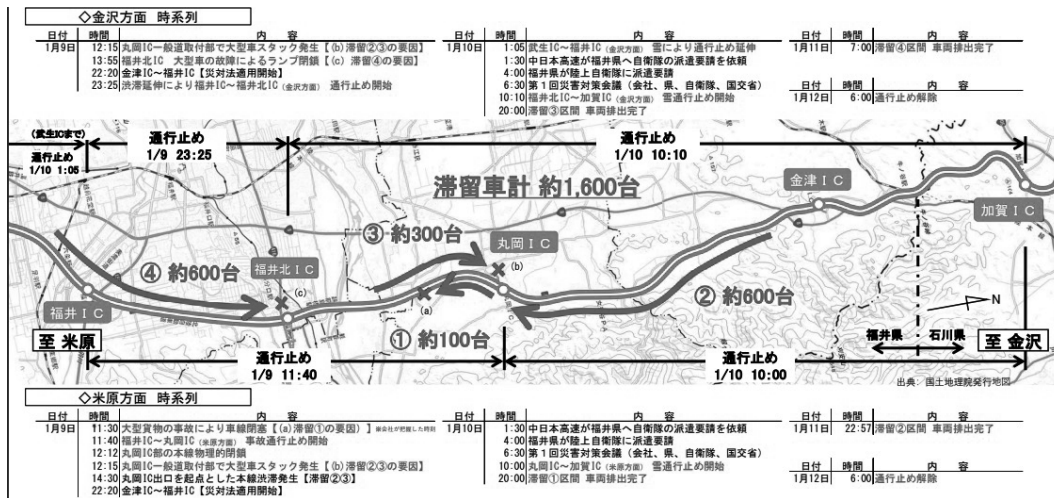 ◇金沢方面 時系列
日付 時間 内 容
1月9日 12:15 丸岡IC一般道取付部で大型車スタック発生【(b)滞留②③の要因】
13:55 福井北IC 大型車の故障によるランプ閉鎖【(c) 滞留④の要因】
22:20 金津IC～福井IC【災対法適用開始】
23:25 渋滞延伸により福井IC～福井北IC(金沢方面) 通行止め開始
日付 時間 内 容
1月10日 1:05 武生IC～福井IC(金沢方面) 雪により通行止め延伸
1:30 中日本高速が福井県へ自衛隊の派遣要請を依頼
4:00 福井県が陸上自衛隊に派遣要請
6:30 第1回災害対策会議(会社、県、自衛隊、国交省)
10:10 福井北IC～加賀IC(金沢方面) 雪通行止め開始
20:00 滞留③区間 車両排出完了
日付 時間 内 容
1月11日 7:00 滞留④区間 車両排出完了
日付 時間 内 容
1月12日 6:00 通行止め解除
(武生ICまで)
通行止め
1/10 1:05
通行止め
1/9 23:25
通行止め
1/10 10:10
滞留車計 約1,600台
金津IC
加賀IC
③ 約300台
丸岡IC
(b)
④ 約600台
福井北IC
(c)
(a)
② 約600台
福井IC
N
① 約100台
至 米原
福井県
石川県
至 金沢
通行止め
1/9 11:40
通行止め
1/10 10:00
出典：国土地理院発行地図
◇米原方面 時系列
日付 時間 内 容
1月9日 11:30 大型貨物の事故により車線閉塞【(a)滞留①の要因)】
11:40 福井IC～丸岡IC(米原方面) 事故通行止め開始
12:12 丸岡IC部の本線物理的閉鎖
12:15 丸岡IC一般道取付部で大型車スタック発生【(b)滞留②③の要因】
14:30 丸岡IC出口を起点とした本線渋滞発生【滞留②③】
22:20 金津IC～福井IC【災対法適用開始】
日付 時間 内 容
1月10日 1:30 中日本高速が福井県へ自衛隊の派遣要請を依頼
4:00 福井県が陸上自衛隊に派遣要請
6:30 第1回災害対策会議(会社、県、自衛隊、国交省)
10:00 丸岡IC～加賀IC(米原方面) 雪通行止め開始
20:00 滞留①区間 車両排出完了
日付 時間 内 容
1月11日 22:57 滞留②区間 車両排出完了
日付 時間 内 容
1月12日 6:00 通行止め解除